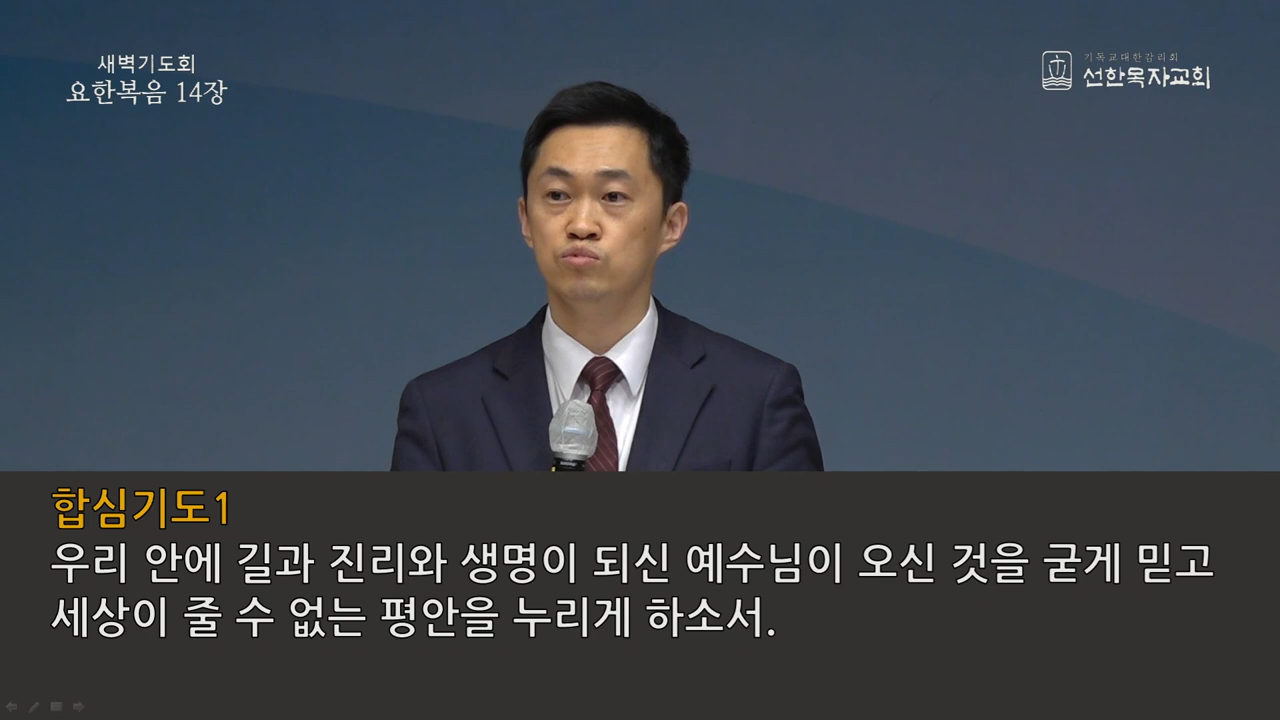 새벽기도회
요한복음 14장
기독교대한감리회
선한목자교회
합심기도1
우리 안에 길과 진리와 생명이 되신 예수님이 오신 것을 굳게 믿고
세상이 줄 수 없는 평안을 누리게 하소서.